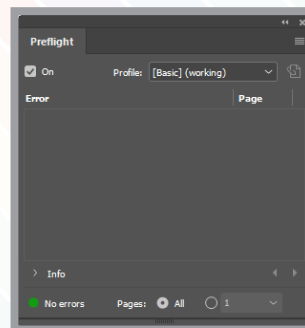 Preflight
On Profile: [Basic] (working)
Error Page
Info
No errors Pages: All 1